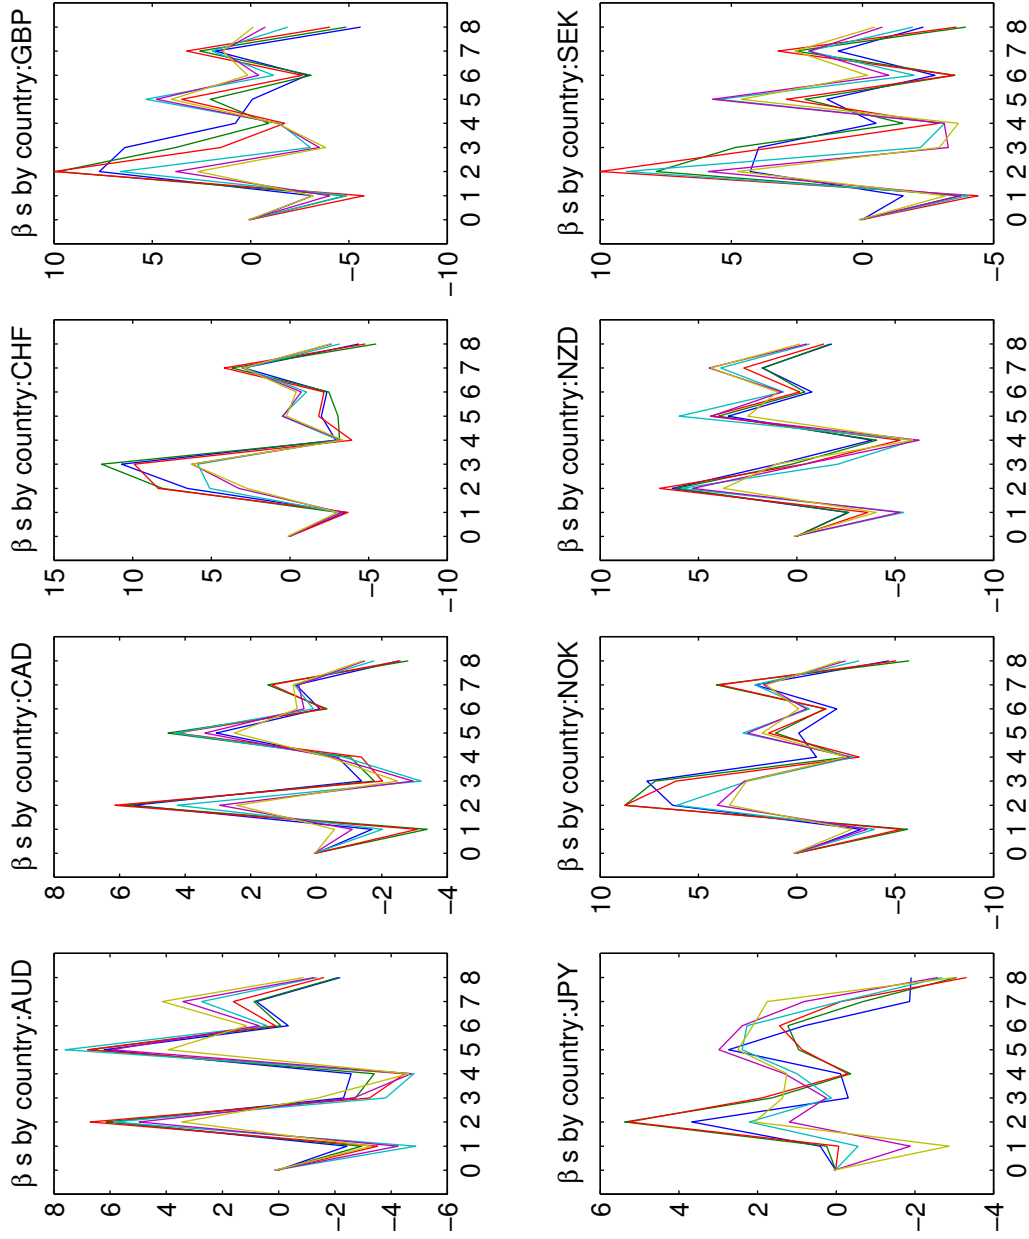 β s by country:AUD
8
6
4
2
0
−2
−4
−6
0 1 2 3 4 5 6 7 8
β s by country:CAD
8
6
4
2
0
−2
−4
0 1 2 3 4 5 6 7 8
β s by country:CHF
15
10
5
0
−5
−10
0 1 2 3 4 5 6 7 8
β s by country:GBP
10
5
0
−5
−10
0 1 2 3 4 5 6 7 8
β s by country:JPY
6
4
2
0
−2
−4
0 1 2 3 4 5 6 7 8
β s by country:NOK
10
5
0
−5
−10
0 1 2 3 4 5 6 7 8
β s by country:NZD
10
5
0
−5
−10
0 1 2 3 4 5 6 7 8
β s by country:SEK
10
5
0
−5
0 1 2 3 4 5 6 7 8